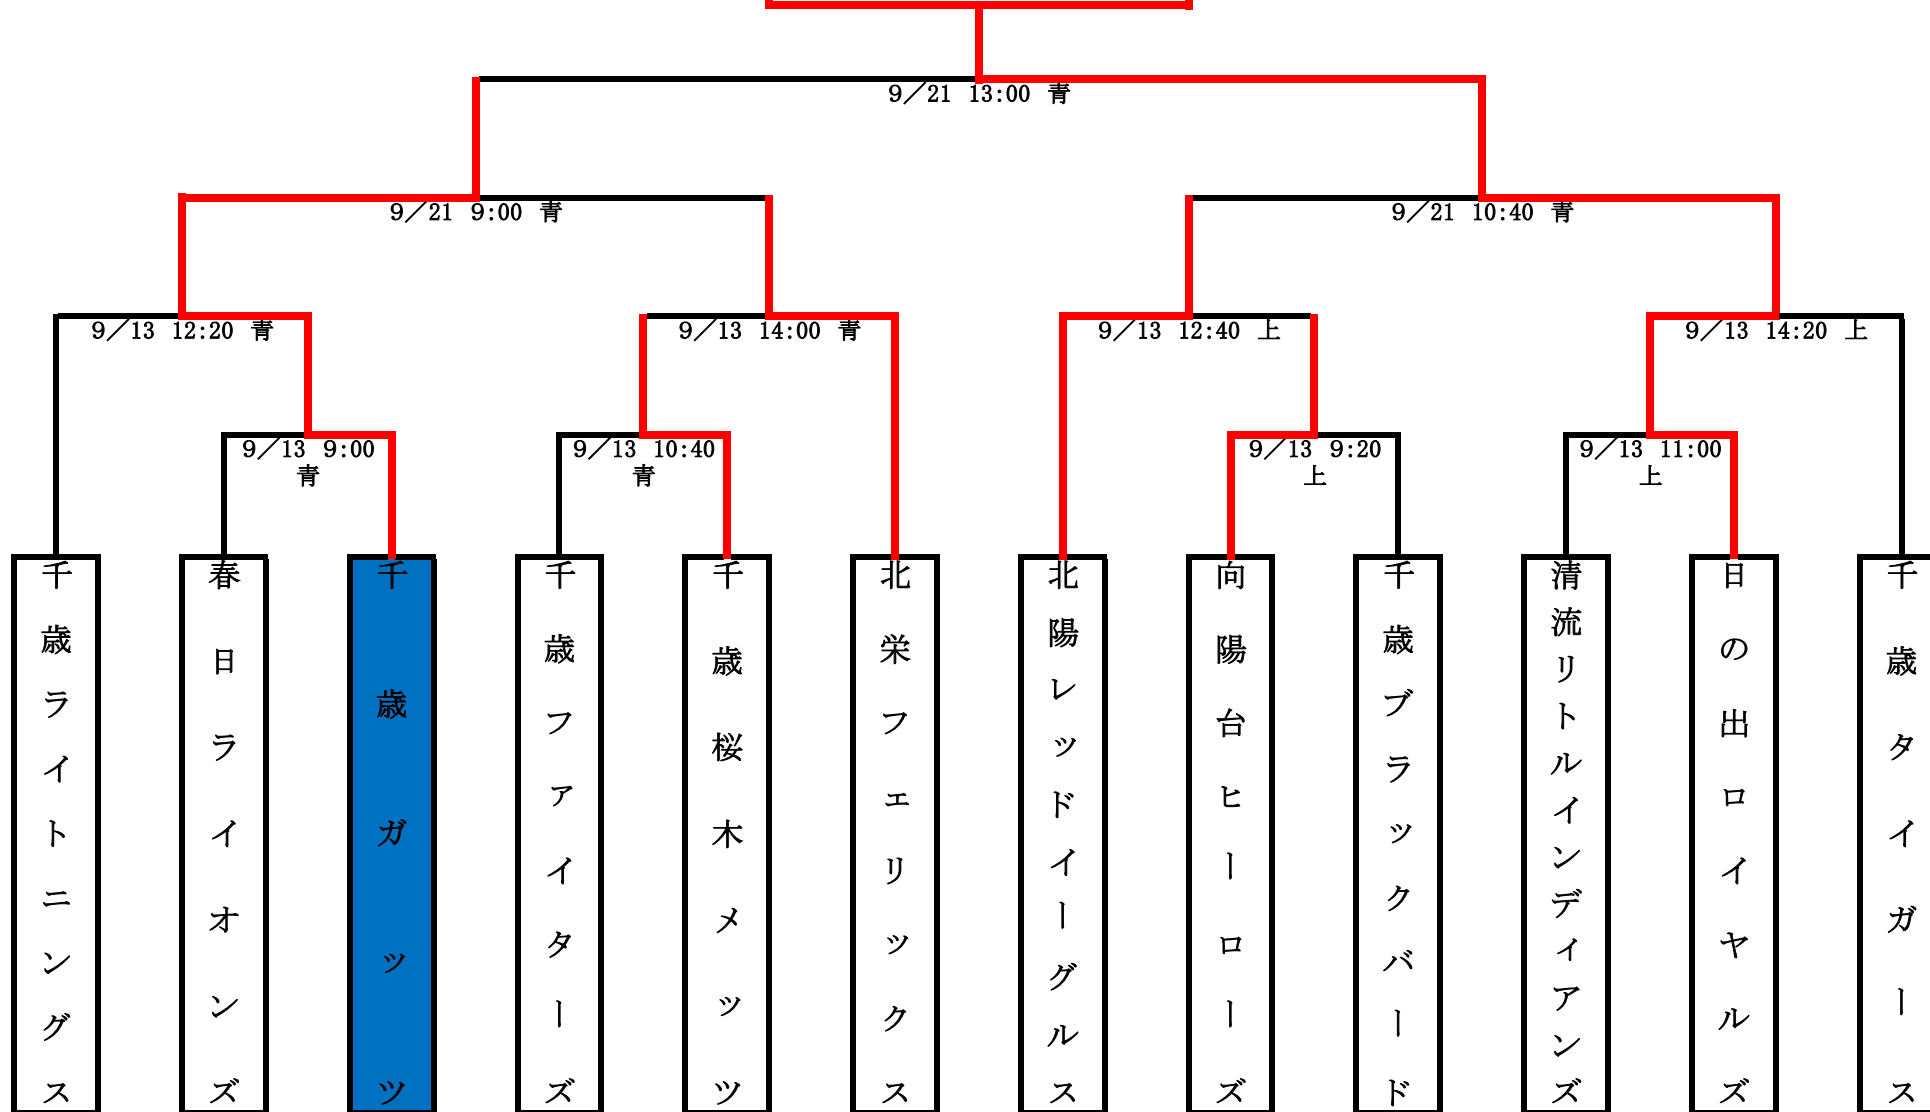 9／21 13:00 青
9／21 9:00 青
9／21 10:40 青
9／13 12:20 青
9／13 14:00 青
9／13 12:40 上
9／13 14:20 上
9／13 9:00
青
9／13 10:40
青
9／13 9:20
上
9／13 11:00
上
千歳ライトニングス
春日ライオンズ
千歳ガッツ
千歳ファイターズ
千歳桜木メッツ
北栄フェリックス
北陽レッドイーグルス
向陽台ヒーローズ
千歳ブラックバード
清流リトルインディアンズ
日の出ロイヤルズ
千歳タイガース